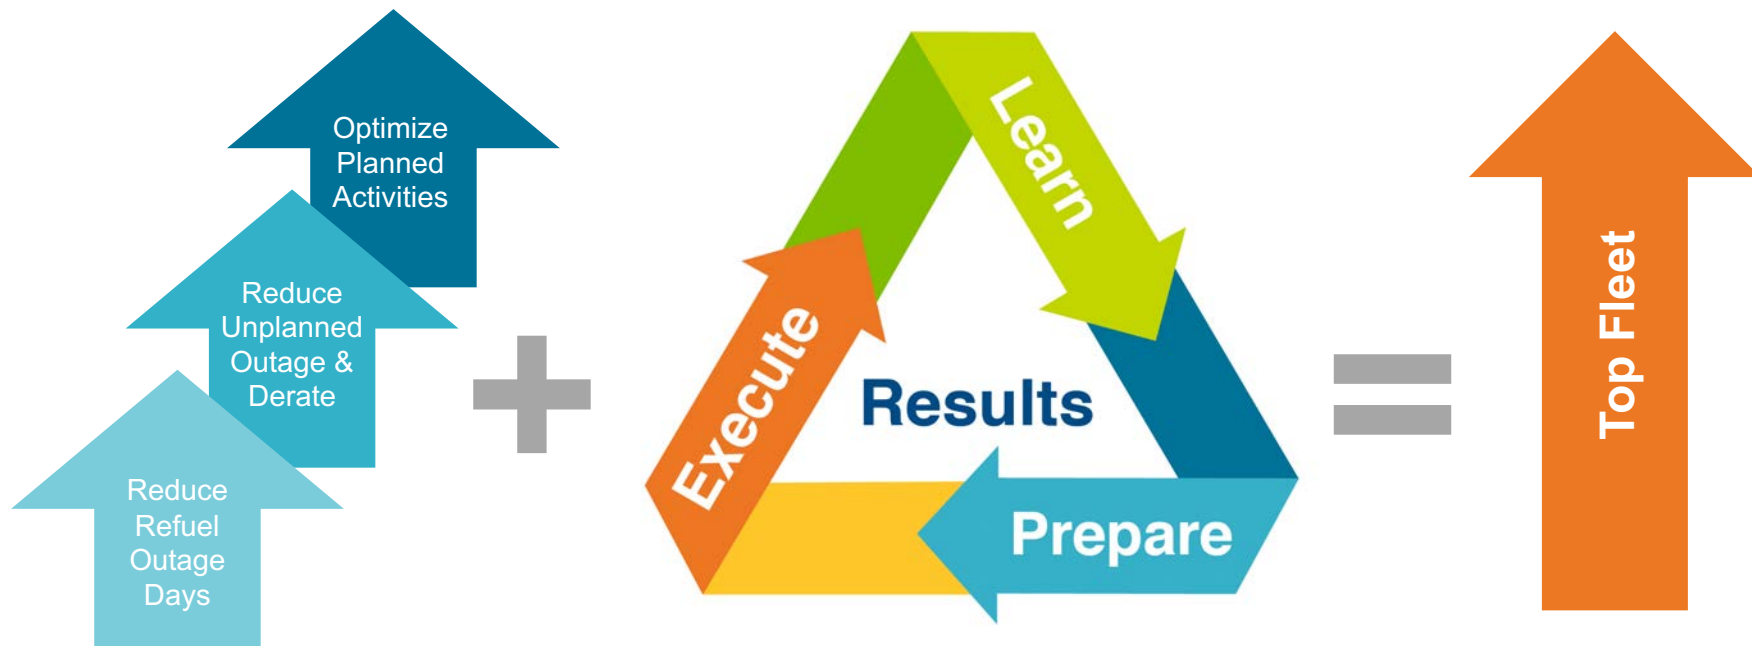 Optimize
Planned
Activities
Reduce
Unplanned
Outage &
Derate
Reduce
Refuel
Outage
Days
Learn
Execute
Results
Prepare
Top Fleet